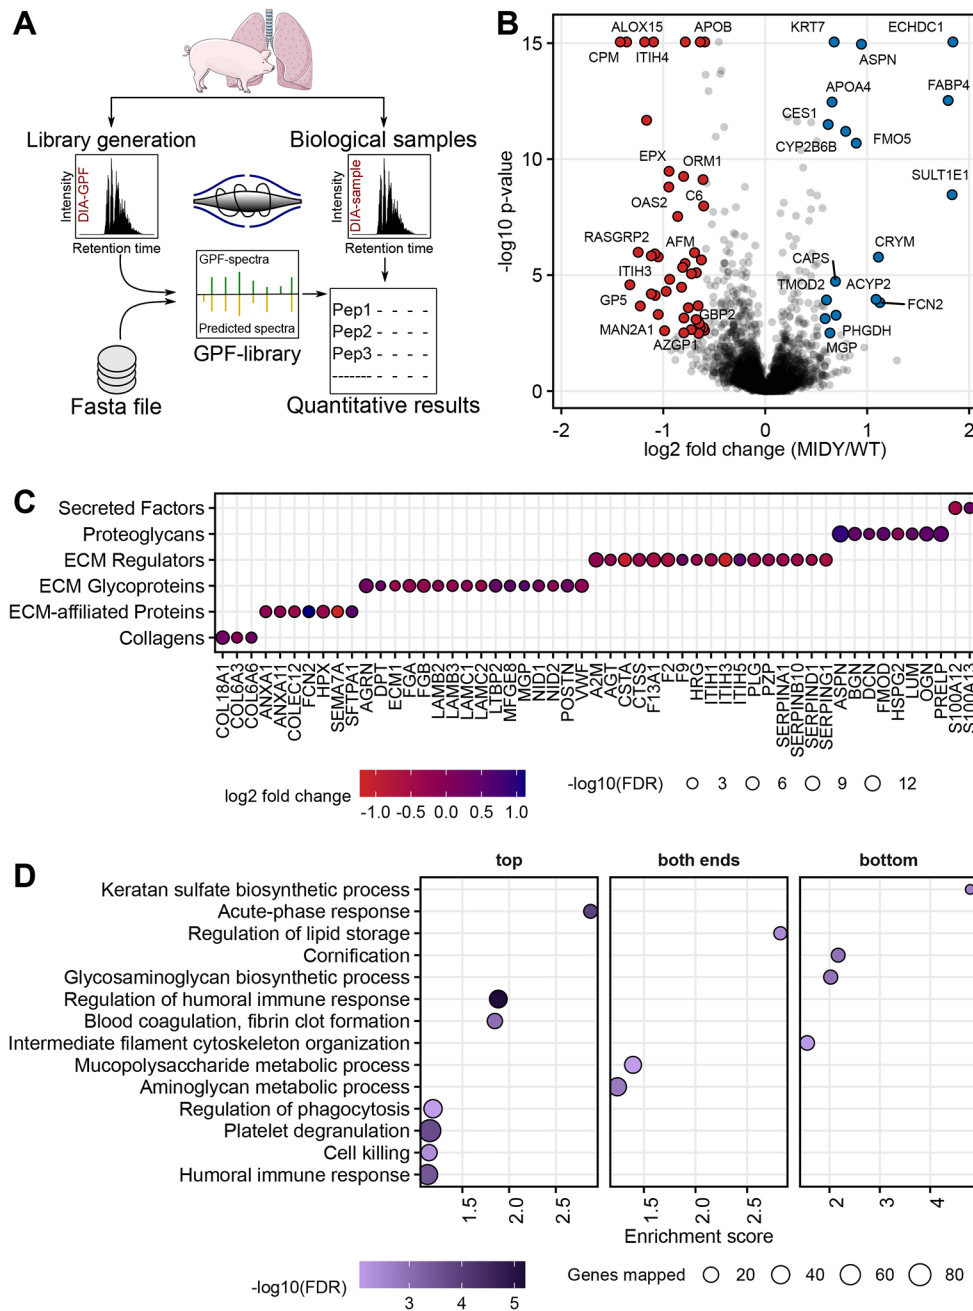 A
Library generation
Biological samples
Intensity
DIA-GPF
Retention time
Intensity
DIA-sample
Retention time
GPF-spectra
Predicted spectra
GPF-library
Fasta file
Pep1
Pep2
Pep3
Quantitative results
B
-log10 p-value
15
10
5
0
ALOX15
APOB
KRT7
ECHDC1
CPM
ITIH4
ASPN
APOA4
FABP4
CES1
CYP2B6B
FMO5
EPX
ORM1
SULT1E1
OAS2
C6
RASGRP2
AFM
CRYM
CAPS
ITIH3
TMOD2
ACYP2
GP5
GBP2
FCN2
MAN2A1
AZGP1
PHGDH
MGP
-2
-1
0
1
2
log2 fold change (MIDY/WT)
C
Secreted Factors
Proteoglycans
ECM Regulators
ECM Glycoproteins
ECM-affiliated Proteins
Collagens
COL18A1
COL6A3
COL6A6
ANXA1
ANXA11
COLEC12
FCN2
HPX
SEMA7A
SFTPA1
AGRN
DPT
ECM1
FGA
FGB
LAMB2
LAMB3
LAMC1
LAMC2
LTBP2
MFGE8
MGP
NID1
NID2
POSTN
VWF
A2M
AGT
CSTA
CTSS
F13A1
F2
F9
HRG
ITIH1
ITIH3
ITIH5
PLG
PZP
SERPINA12
SERPINB10
SERPIND1
SERPING1
ASPN
BGN
DCN
FMOD
HSPG2
LUM
OGN
PRELP
S100A12
S100A13
log2 fold change
-1.0
-0.5
0.0
0.5
1.0
-log10(FDR)
3
6
9
12
D
top
both ends
bottom
Keratan sulfate biosynthetic process
Acute-phase response
Regulation of lipid storage
Cornification
Glycosaminoglycan biosynthetic process
Regulation of humoral immune response
Blood coagulation, fibrin clot formation
Intermediate filament cytoskeleton organization
Mucopolysaccharide metabolic process
Aminoglycan metabolic process
Regulation of phagocytosis
Platelet degranulation
Cell killing
Humoral immune response
1.5
2.0
2.5
1.5
2.0
2.5
2
3
4
Enrichment score
-log10(FDR)
3
4
5
Genes mapped
20
40
60
80